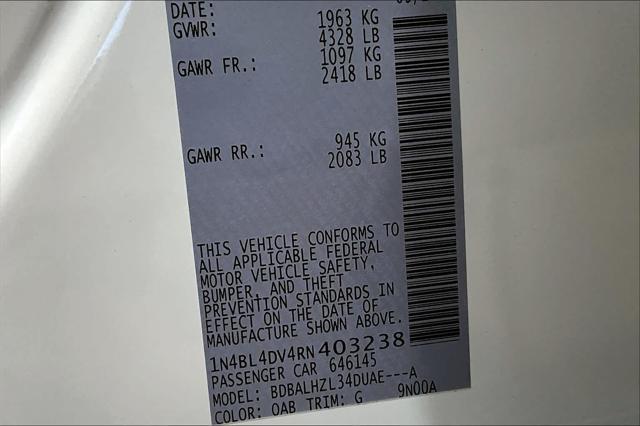 DATE:
GVWR: 1963 KG
4328 LB
GAWR FR.: 1097 KG
2418 LB
GAWR RR.: 945 KG
2083 LB
THIS VEHICLE CONFORMS TO
ALL APPLICABLE FEDERAL
MOTOR VEHICLE SAFETY,
BUMPER, AND THEFT
PREVENTION STANDARDS IN
EFFECT ON THE DATE OF
MANUFACTURE SHOWN ABOVE.
1N4BL4DV4RN403238
PASSENGER CAR 646145
MODEL: BDBALHZL34DUAE---A
COLOR: QAB TRIM: G 9N00A